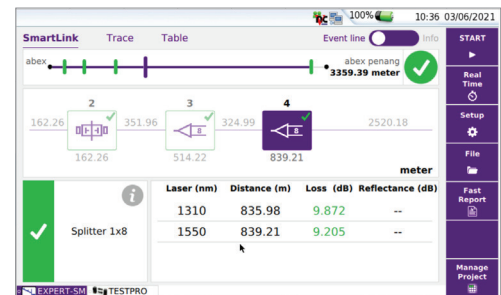 100% 10:36 03/06/2021
SmartLink Trace Table Event line Info
START
abex abex penang
3359.39 meter
Real
Time
2 3 4
162.26 351.96 324.99 2520.18
8 8
162.26 514.22 839.21
meter
Setup
File
Fast
Report
Laser (nm) Distance (m) Loss (dB) Reflectance (dB)
1310 835.98 9.872 --
1550 839.21 9.205 --
i
Splitter 1x8
Manage
Project
EXPERT-SM TESTPRO